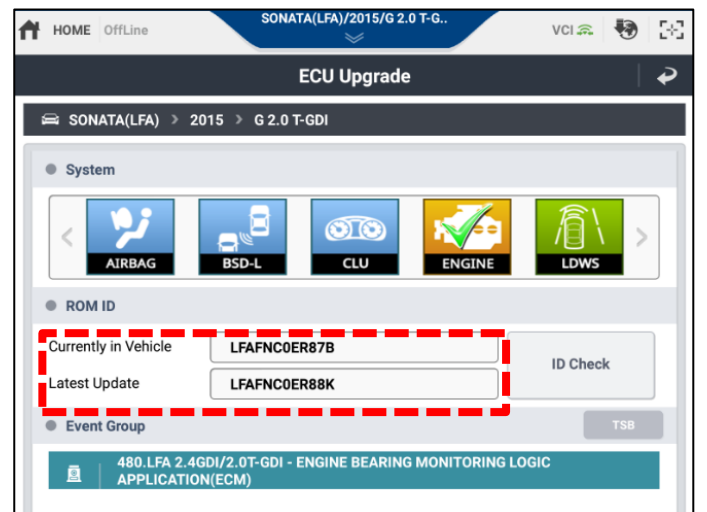 HOME OffLine
SONATA(LFA)/2015/G 2.0 T-G..
VCI
ECU Upgrade
SONATA(LFA) > 2015 > G 2.0 T-GDI
System
AIRBAG BSD-L CLU ENGINE LDWS
ROM ID
Currently in Vehicle LFAFNC0ER87B
ID Check
Latest Update LFAFNC0ER88K
Event Group TSB
480.LFA 2.4GDI/2.0T-GDI - ENGINE BEARING MONITORING LOGIC
APPLICATION(ECM)